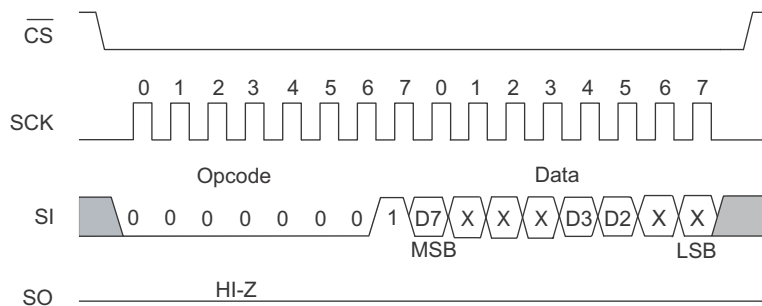 CS
0 1 2 3 4 5 6 7 0 1 2 3 4 5 6 7
SCK
Opcode Data
SI 0 0 0 0 0 0 0 1 D7 X X X D3 D2 X X
MSB LSB
HI-Z
SO